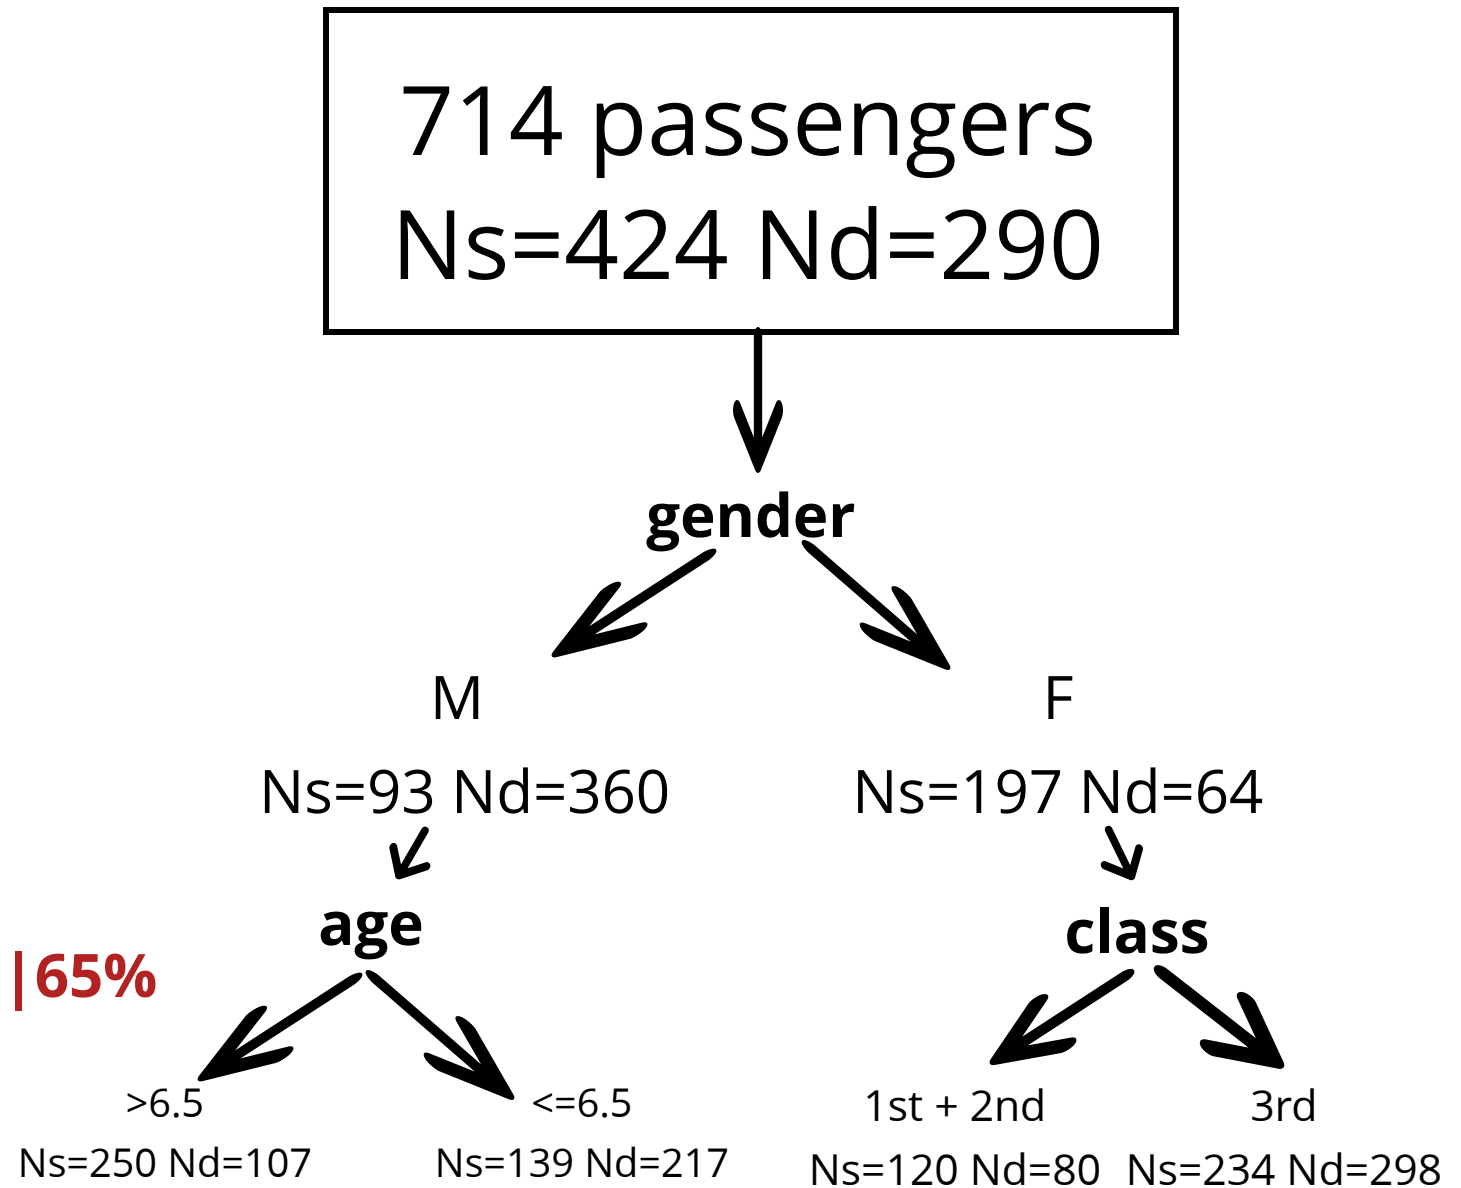 714 passengers
Ns=424 Nd=290
gender
M
F
Ns=93 Nd=360
Ns=197 Nd=64
age
class
|65%
>6.5
<=6.5
1st + 2nd
3rd
Ns=250 Nd=107
Ns=139 Nd=217
Ns=120 Nd=80
Ns=234 Nd=298